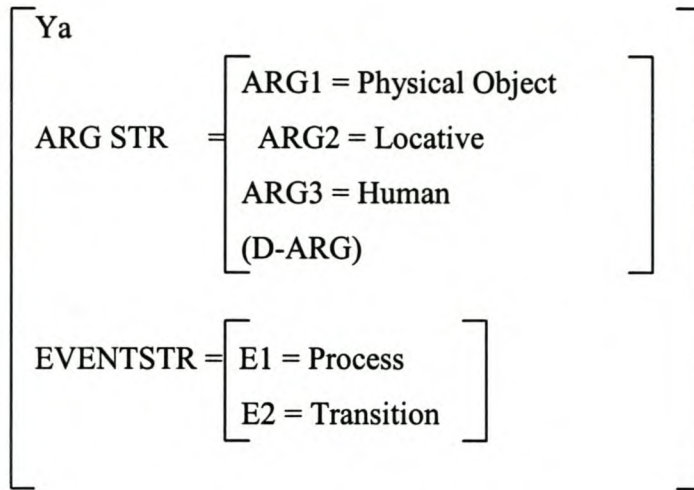 Ya
ARG1 = Physical Object
ARG STR = ARG2 = Locative
ARG3 = Human
(D-ARG)
EVENTSTR = E1 = Process
E2 = Transition